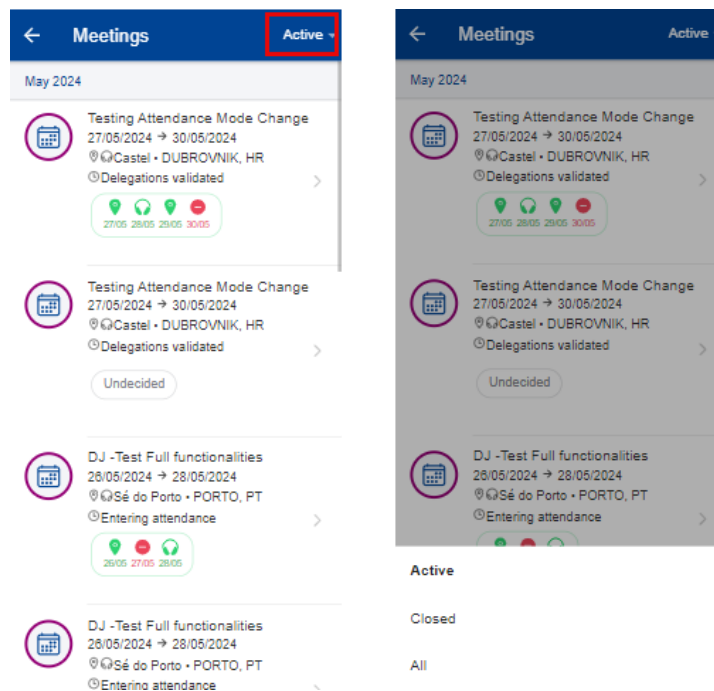 Meetings
Active
May 2024
Testing Attendance Mode Change
27/05/2024 → 30/05/2024
Castel • DUBROVNIK, HR
Delegations validated
27/05 28/05 29/05 30/05
Testing Attendance Mode Change
27/05/2024 → 30/05/2024
Castel • DUBROVNIK, HR
Delegations validated
Undecided
DJ -Test Full functionalities
26/05/2024 → 28/05/2024
Sé do Porto • PORTO, PT
Entering attendance
26/05 27/05 28/05
DJ -Test Full functionalities
26/05/2024 → 28/05/2024
Sé do Porto • PORTO, PT
Entering attendance
Meetings
Active
May 2024
Testing Attendance Mode Change
27/05/2024 → 30/05/2024
Castel • DUBROVNIK, HR
Delegations validated
27/05 28/05 29/05 30/05
Testing Attendance Mode Change
27/05/2024 → 30/05/2024
Castel • DUBROVNIK, HR
Delegations validated
Undecided
DJ -Test Full functionalities
26/05/2024 → 28/05/2024
Sé do Porto • PORTO, PT
Entering attendance
Active
Closed
All